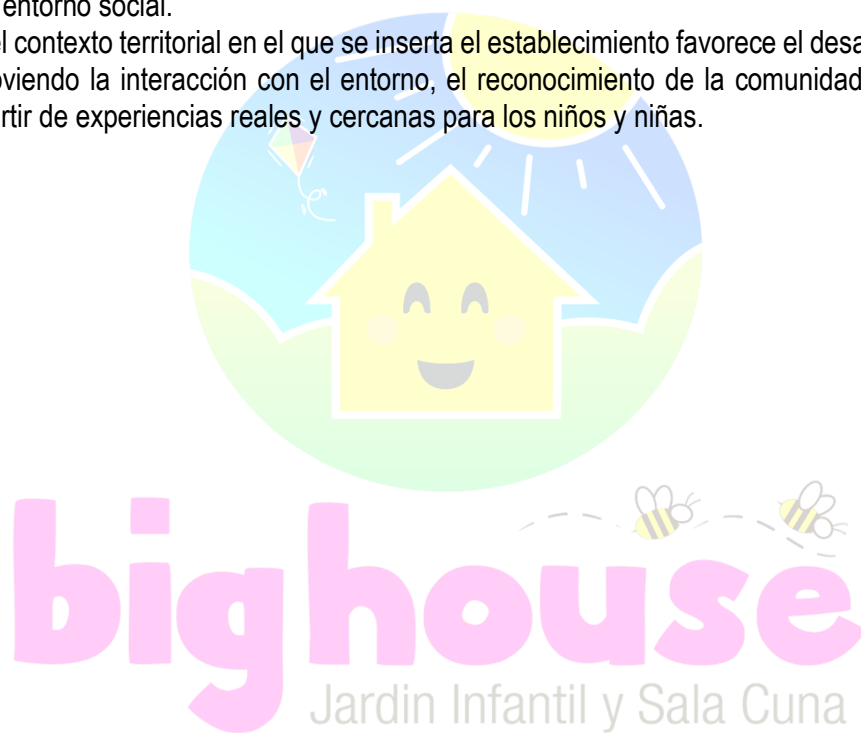 entorno social.
el contexto territorial en el que se inserta el establecimiento favorece el desa
oviendo la interacción con el entorno, el reconocimiento de la comunidad
rtir de experiencias reales y cercanas para los niños y niñas.
bighouse
Jardin Infantil y Sala Cuna